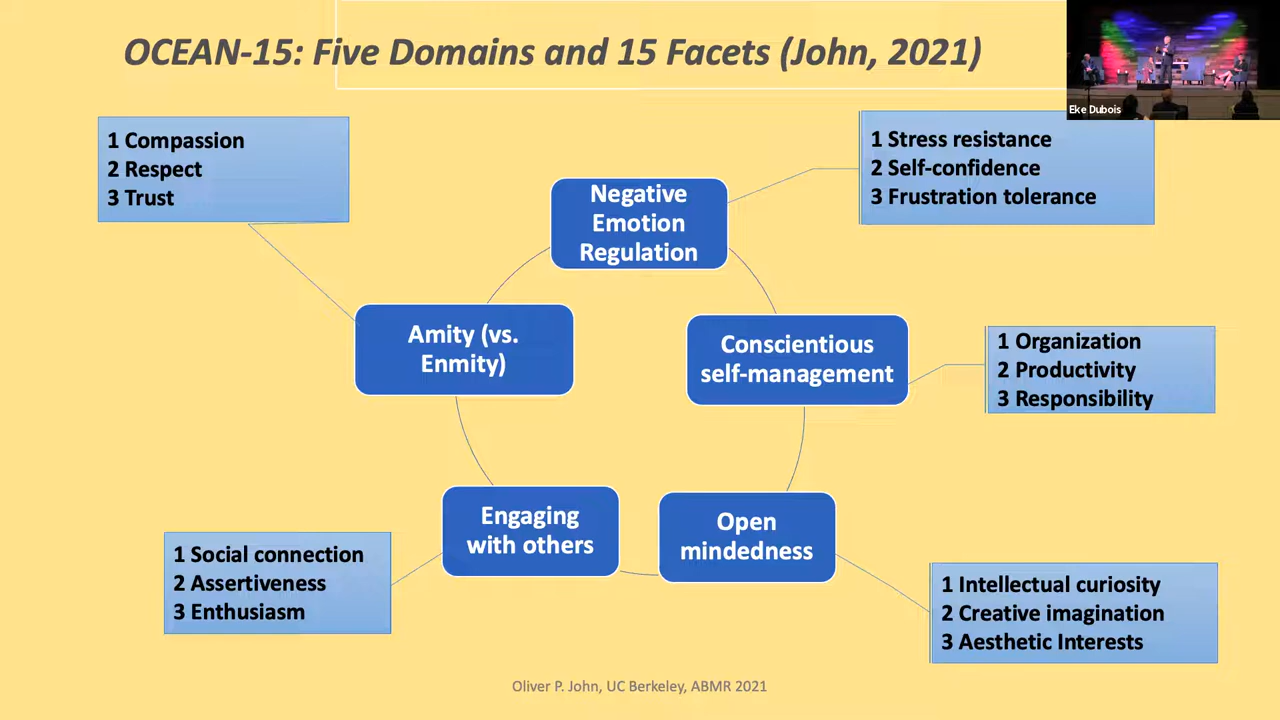 OCEAN-15: Five Domains and 15 Facets (John, 2021)
Eke Dubois
1 Compassion
2 Respect
3 Trust
Negative
Emotion
Regulation
1 Stress resistance
2 Self-confidence
3 Frustration tolerance
Amity (vs.
Enmity)
Conscientious
self-management
1 Organization
2 Productivity
3 Responsibility
Engaging
with others
Open
mindedness
1 Social connection
2 Assertiveness
3 Enthusiasm
1 Intellectual curiosity
2 Creative imagination
3 Aesthetic Interests
Oliver P. John, UC Berkeley, ABMR 2021